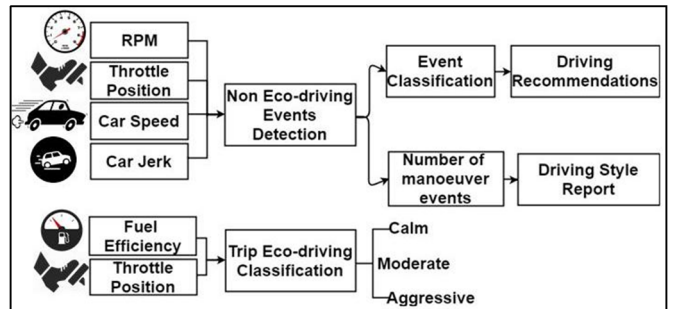 RPM
Throttle
Position
Car Speed
Car Jerk
Non Eco-driving
Events
Detection
Event
Classification
Driving
Recommendations
Number of
manoeuver
events
Driving Style
Report
Fuel
Efficiency
Throttle
Position
Trip Eco-driving
Classification
Calm
Moderate
Aggressive